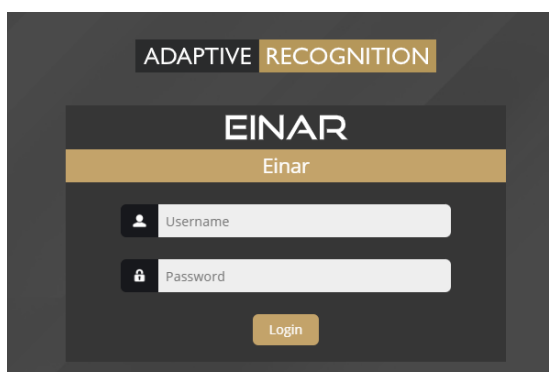 ADAPTIVE RECOGNITION
EINAR
Einar
Username
Password
Login